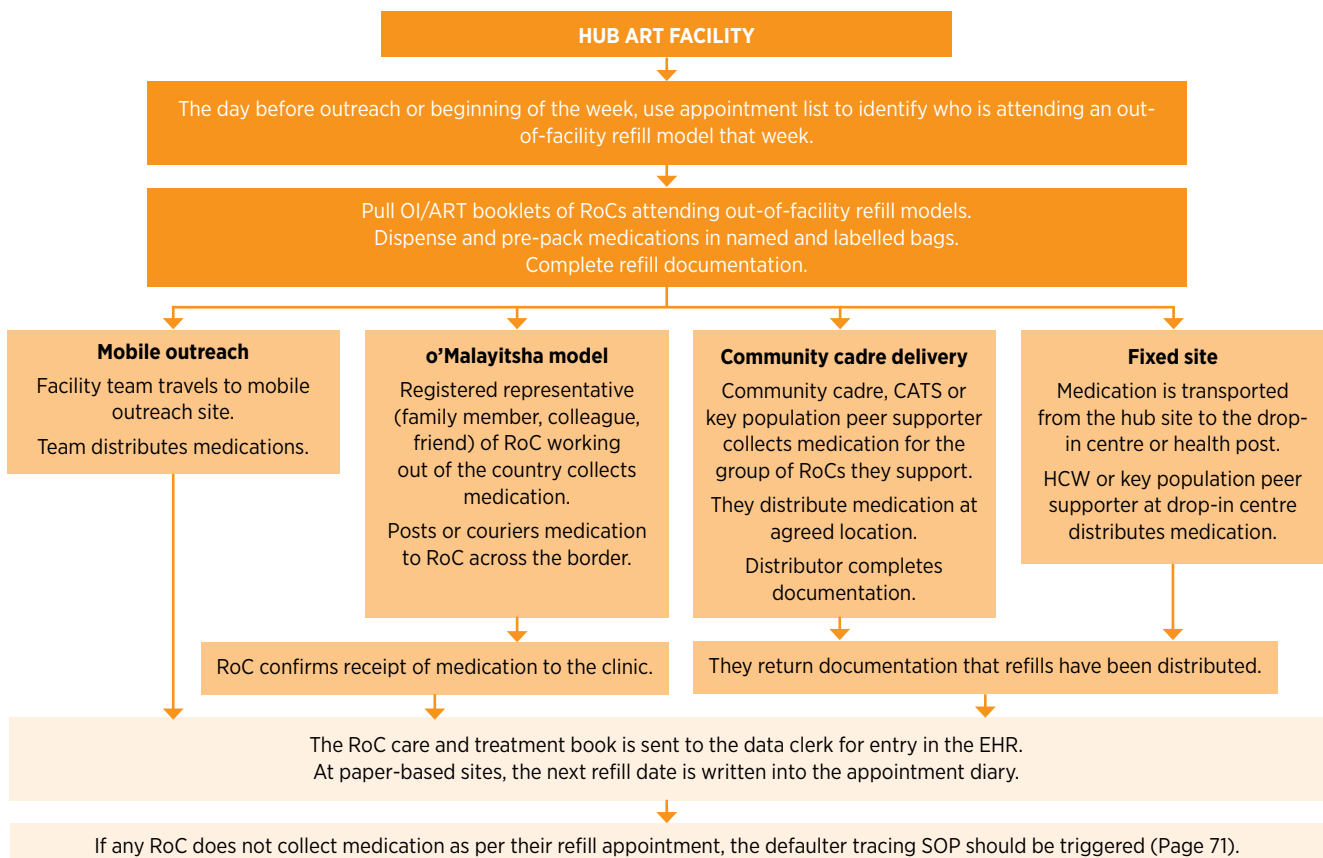 HUB ART FACILITY
The day before outreach or beginning of the week, use appointment list to identify who is attending an out-
of-facility refill model that week.
Pull OI/ART booklets of RoCs attending out-of-facility refill models.
Dispense and pre-pack medications in named and labelled bags.
Complete refill documentation.
Mobile outreach
Facility team travels to mobile
outreach site.
Team distributes medications.
o’Malayitsha model
Registered representative
(family member, colleague,
friend) of RoC working
out of the country collects
medication.
Posts or couriers medication
to RoC across the border.
Community cadre delivery
Community cadre, CATS or
key population peer supporter
collects medication for the
group of RoCs they support.
They distribute medication at
agreed location.
Distributor completes
documentation.
Fixed site
Medication is transported
from the hub site to the drop-
in centre or health post.
HCW or key population peer
supporter at drop-in centre
distributes medication.
RoC confirms receipt of medication to the clinic.
They return documentation that refills have been distributed.
The RoC care and treatment book is sent to the data clerk for entry in the EHR.
At paper-based sites, the next refill date is written into the appointment diary.
If any RoC does not collect medication as per their refill appointment, the defaulter tracing SOP should be triggered (Page 71).